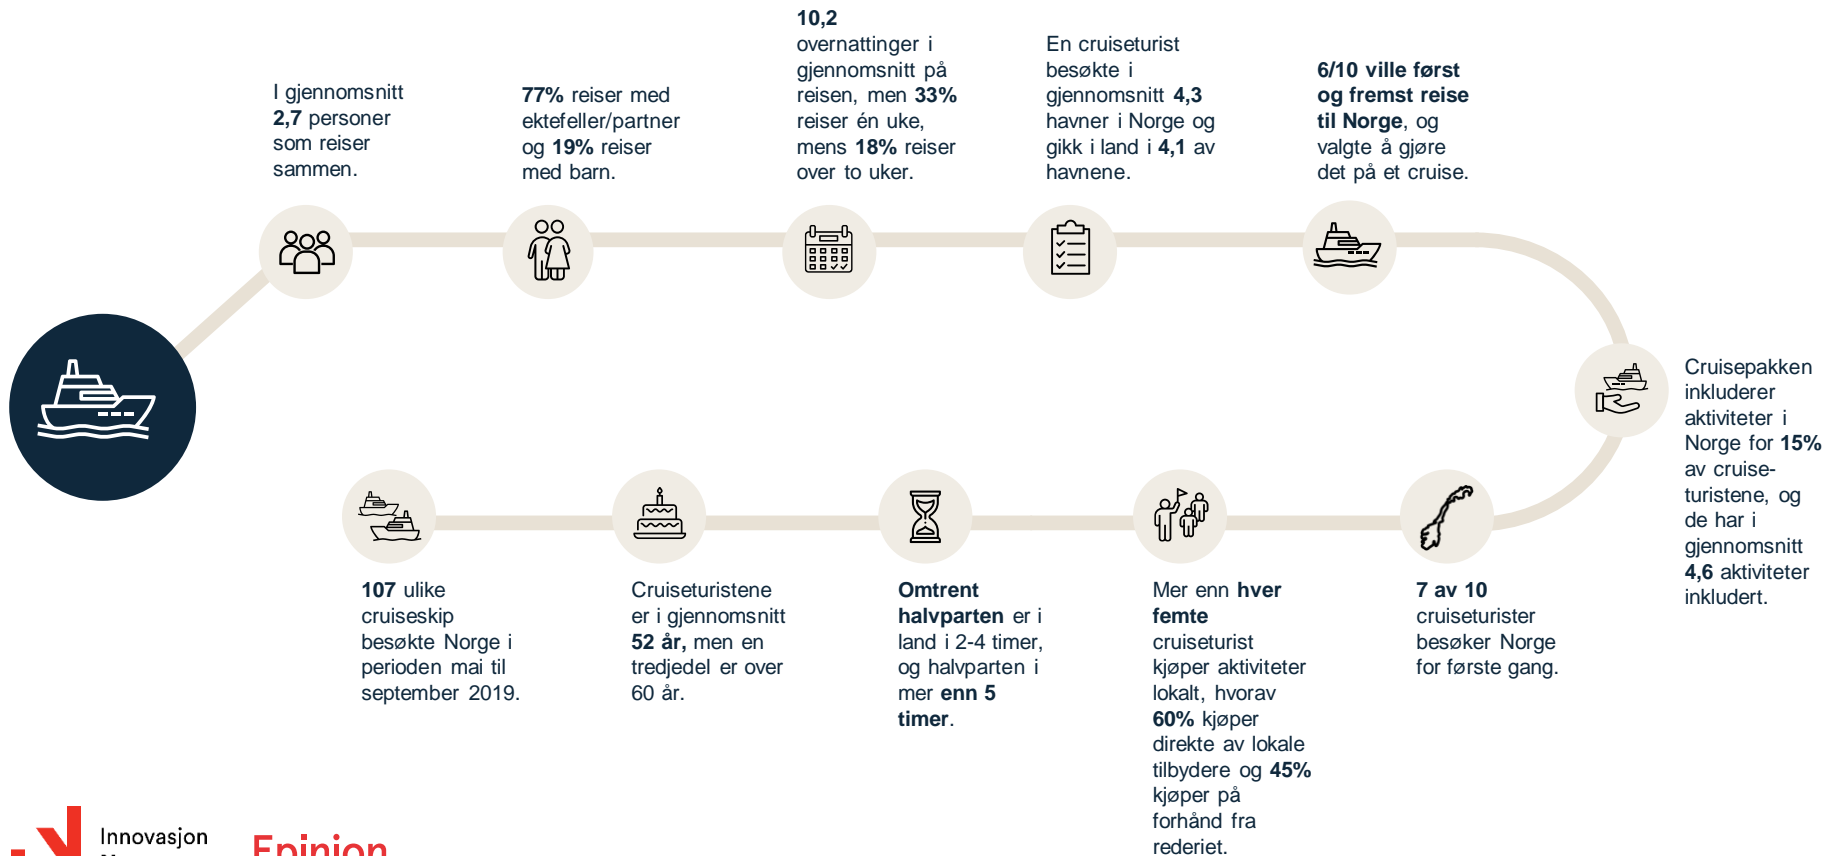 I gjennomsnitt
2,7 personer
som reiser
sammen.
77% reiser med
ektefeller/partner
og 19% reiser
med barn.
10,2
overnattinger i
gjennomsnitt på
reisen, men 33%
reiser én uke,
mens 18% reiser
over to uker.
En cruiseturist
besøkte i
gjennomsnitt 4,3
havner i Norge og
gikk i land i 4,1 av
havnene.
6/10 ville først
og fremst reise
til Norge, og
valgte å gjøre
det på et cruise.
Cruisepakken
inkluderer
aktiviteter i
Norge for 15%
av cruise-
turistene, og
de har i
gjennomsnitt
4,6 aktiviteter
inkludert.
107 ulike
cruiseskip
besøkte Norge i
perioden mai til
september 2019.
Cruiseturistene
er i gjennomsnitt
52 år, men en
tredjedel er over
60 år.
Omtrent
halvparten er i
land i 2-4 timer,
og halvparten i
mer enn 5
timer.
Mer enn hver
femte
cruiseturist
kjøper aktiviteter
lokalt, hvorav
60% kjøper
direkte av lokale
tilbydere og 45%
kjøper på
forhånd fra
rederiet.
7 av 10
cruiseturister
besøker Norge
for første gang.
Innovasjon
Epinion